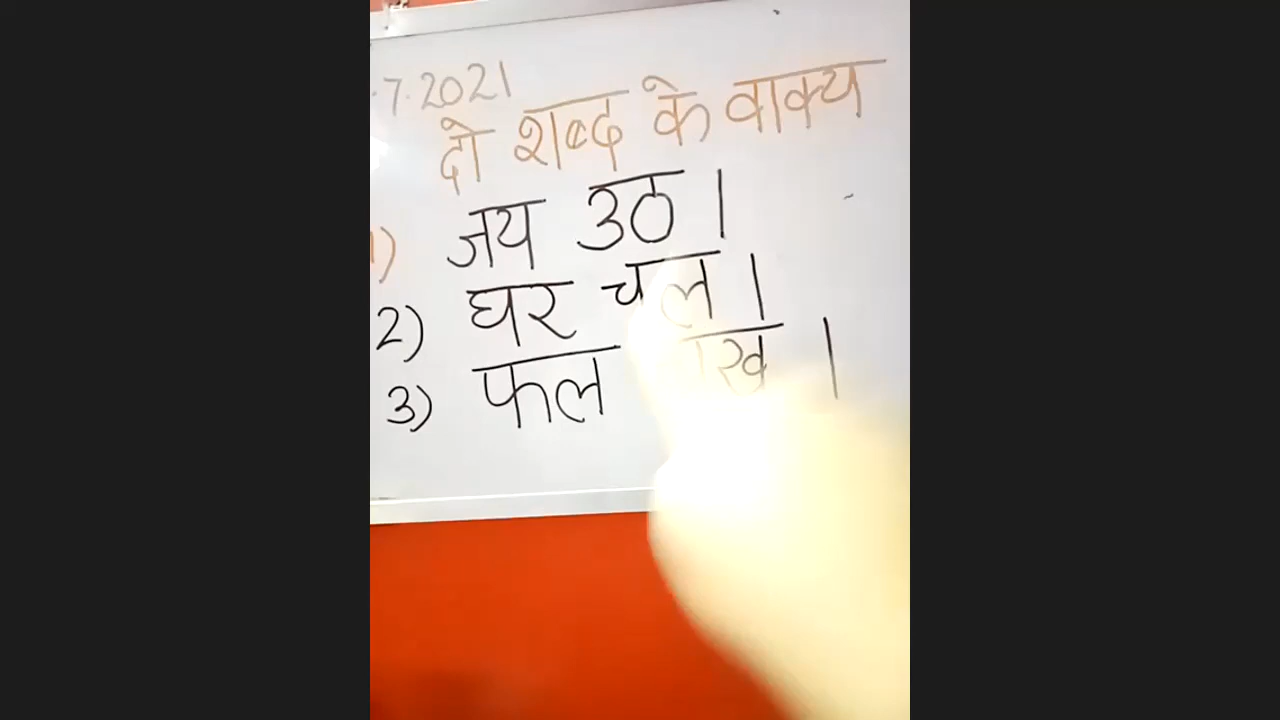 .7.2021
दो शब्द के वाक्य
1) जय उठ ।
2) घर चल ।
3) फल ।